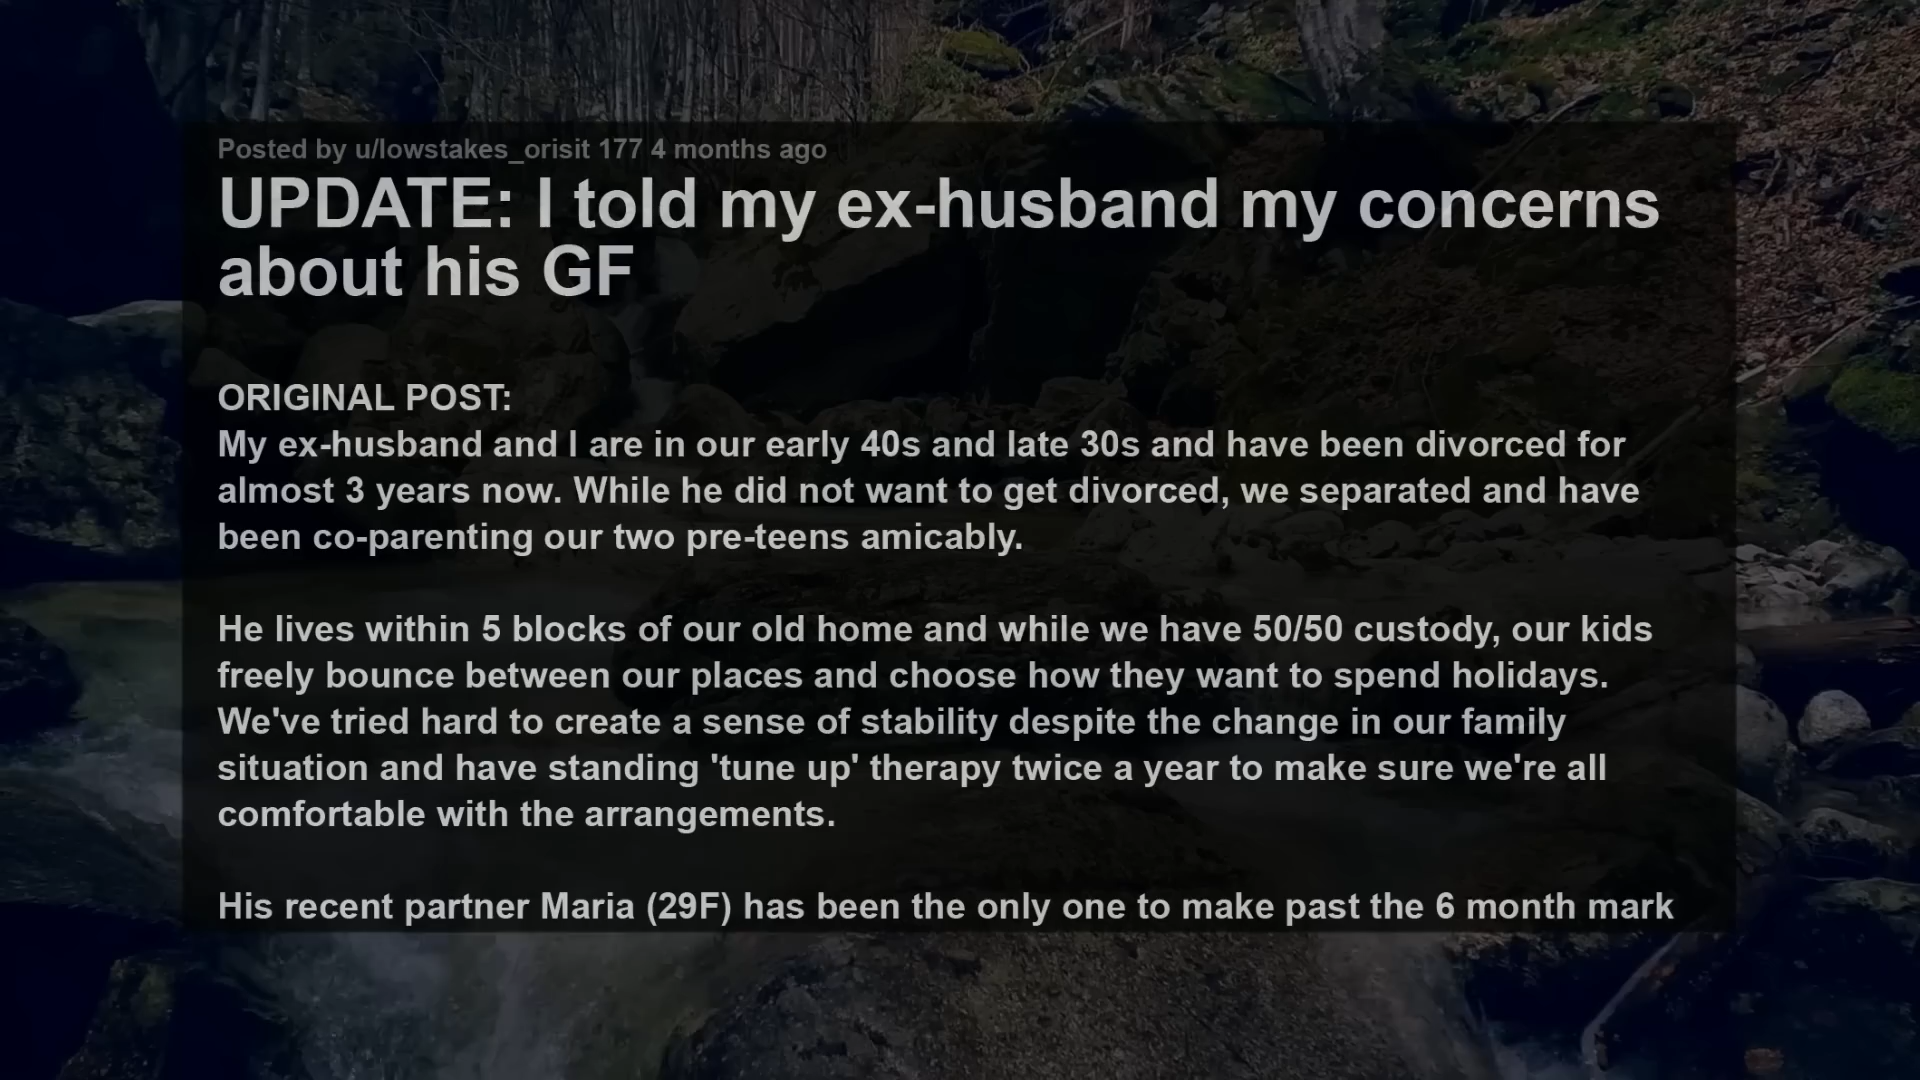 Posted by u/lowstakes_orisit 177 4 months ago
UPDATE: I told my ex-husband my concerns
about his GF
ORIGINAL POST:
My ex-husband and I are in our early 40s and late 30s and have been divorced for
almost 3 years now. While he did not want to get divorced, we separated and have
been co-parenting our two pre-teens amicably.
He lives within 5 blocks of our old home and while we have 50/50 custody, our kids
freely bounce between our places and choose how they want to spend holidays.
We've tried hard to create a sense of stability despite the change in our family
situation and have standing 'tune up' therapy twice a year to make sure we're all
comfortable with the arrangements.
His recent partner Maria (29F) has been the only one to make past the 6 month mark